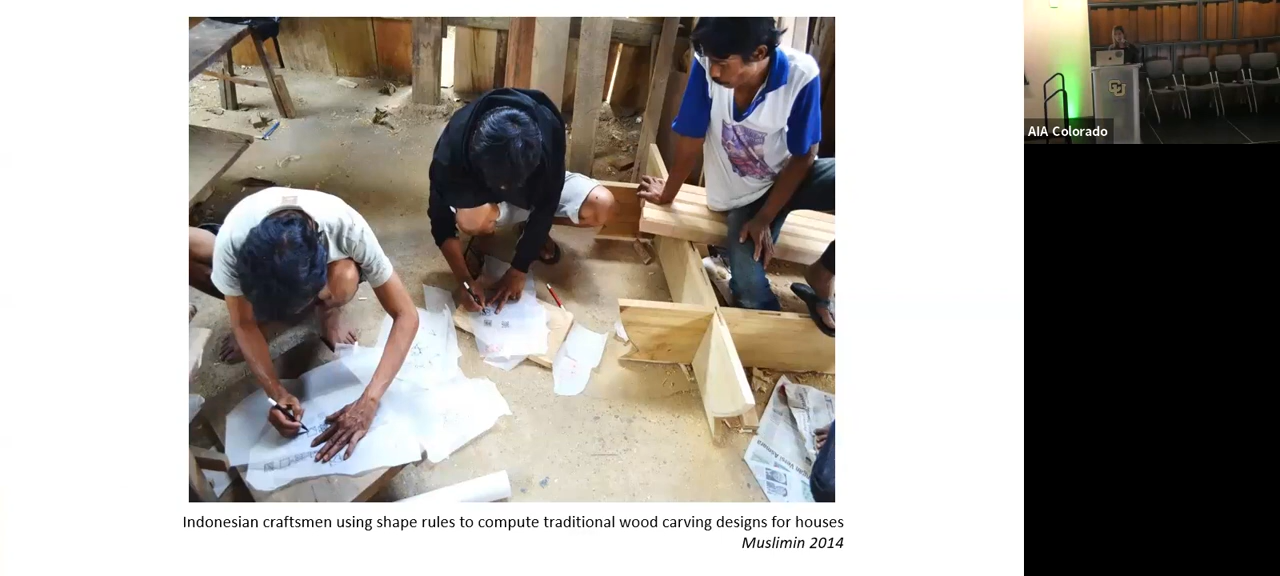 Indonesian craftsmen using shape rules to compute traditional wood carving designs for houses
Muslimin 2014
AIA Colorado